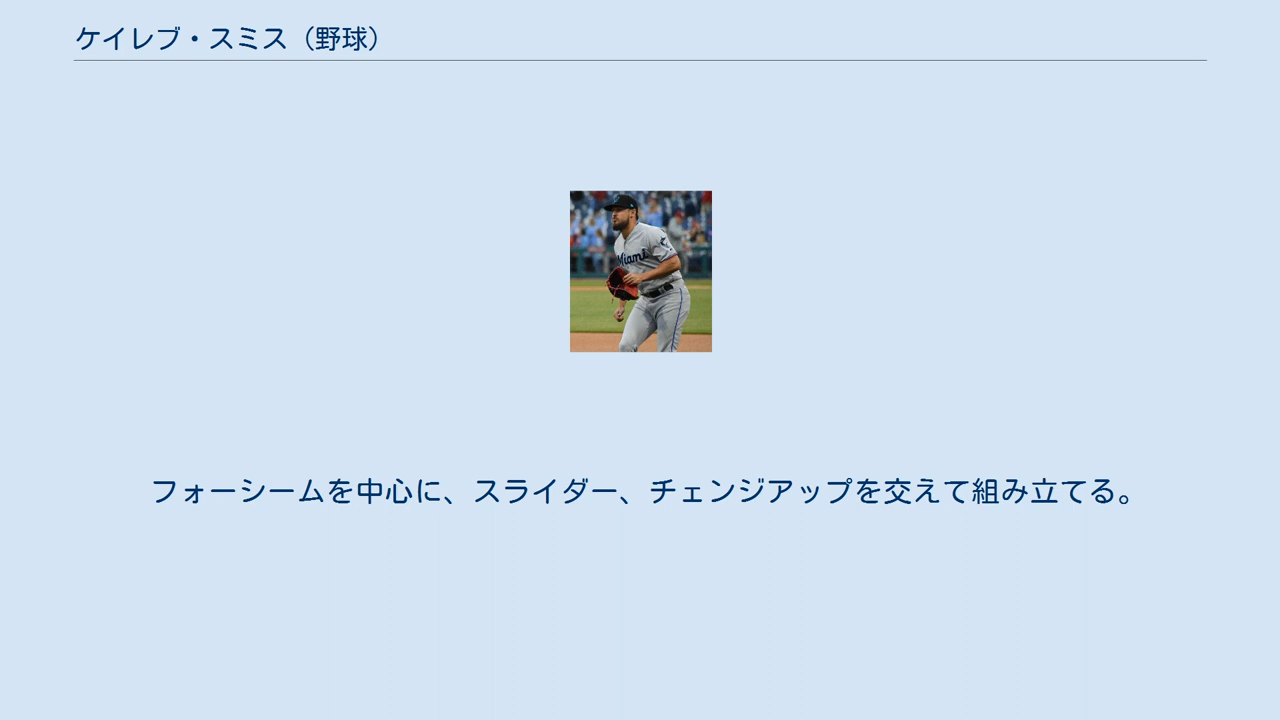 ケイレブ・スミス（野球）
Miami
フォーシームを中心に、スライダー、チェンジアップを交えて組み立てる。